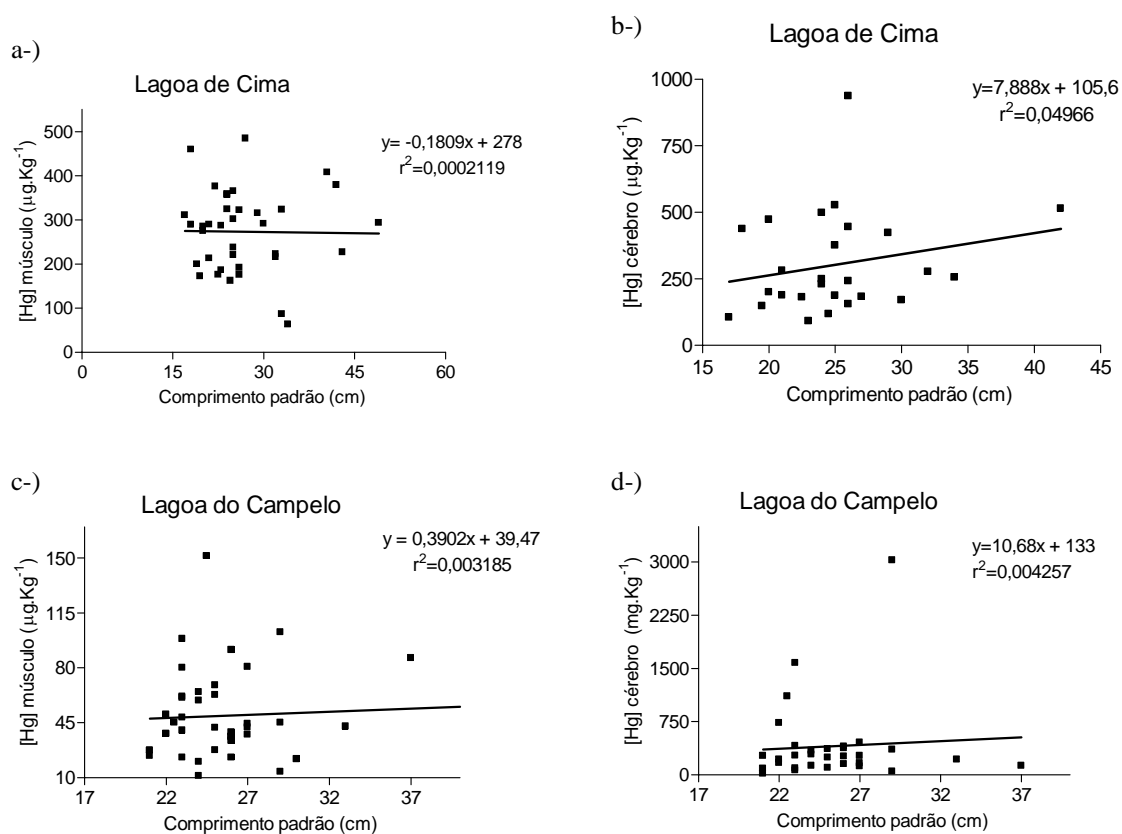 a-)
Lagoa de Cima
y= -0,1809x + 278
r²=0,0002119
[Hg] músculo (µg.Kg⁻¹)
500
400
300
200
100
0
0 15 30 45 60
Comprimento padrão (cm)
b-)
Lagoa de Cima
y=7,888x + 105,6
r²=0,04966
[Hg] cérebro (µg.Kg⁻¹)
1000
750
500
250
0
15 20 25 30 35 40 45
Comprimento padrão (cm)
c-)
Lagoa do Campelo
y = 0,3902x + 39,47
r²=0,003185
[Hg] músculo (µg.Kg⁻¹)
150
115
80
45
10
17 22 27 32 37
Comprimento padrão (cm)
d-)
Lagoa do Campelo
y=10,68x + 133
r²=0,004257
[Hg] cérebro (mg.Kg⁻¹)
3000
2250
1500
750
0
17 22 27 32 37
Comprimento padrão (cm)